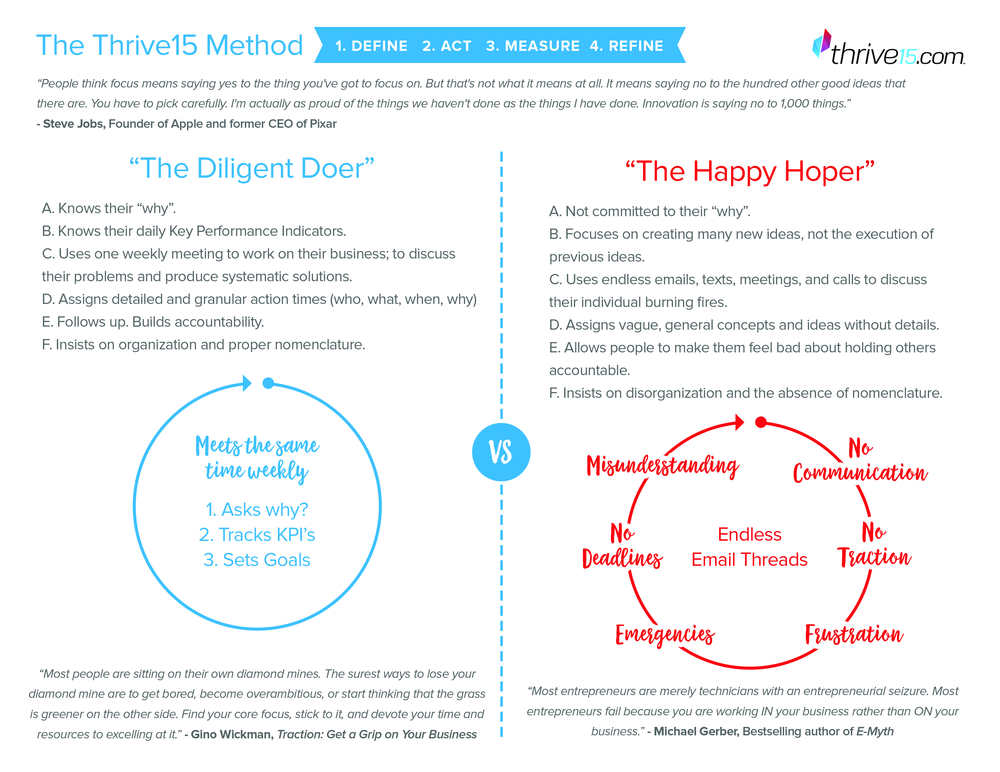 The Thrive15 Method
1. DEFINE 2. ACT 3. MEASURE 4. REFINE
thrive15.com
“People think focus means saying yes to the thing you've got to focus on. But that's not what it means at all. It means saying no to the hundred other good ideas that
there are. You have to pick carefully. I'm actually as proud of the things we haven't done as the things I have done. Innovation is saying no to 1,000 things.”
- Steve Jobs, Founder of Apple and former CEO of Pixar
“The Diligent Doer”
A. Knows their “why”.
B. Knows their daily Key Performance Indicators.
C. Uses one weekly meeting to work on their business; to discuss
their problems and produce systematic solutions.
D. Assigns detailed and granular action times (who, what, when, why)
E. Follows up. Builds accountability.
F. Insists on organization and proper nomenclature.
Meets the same
time weekly
1. Asks why?
2. Tracks KPI’s
3. Sets Goals
“Most people are sitting on their own diamond mines. The surest ways to lose your
diamond mine are to get bored, become overambitious, or start thinking that the grass
is greener on the other side. Find your core focus, stick to it, and devote your time and
resources to excelling at it.” - Gino Wickman, Traction: Get a Grip on Your Business
VS
“The Happy Hoper”
A. Not committed to their “why”.
B. Focuses on creating many new ideas, not the execution of
previous ideas.
C. Uses endless emails, texts, meetings, and calls to discuss
their individual burning fires.
D. Assigns vague, general concepts and ideas without details.
E. Allows people to make them feel bad about holding others
accountable.
F. Insists on disorganization and the absence of nomenclature.
No
Communication
No
Traction
Frustration
Emergencies
No
Deadlines
Misunderstanding
Endless
Email Threads
“Most entrepreneurs are merely technicians with an entrepreneurial seizure. Most
entrepreneurs fail because you are working IN your business rather than ON your
business.” - Michael Gerber, Bestselling author of E-Myth